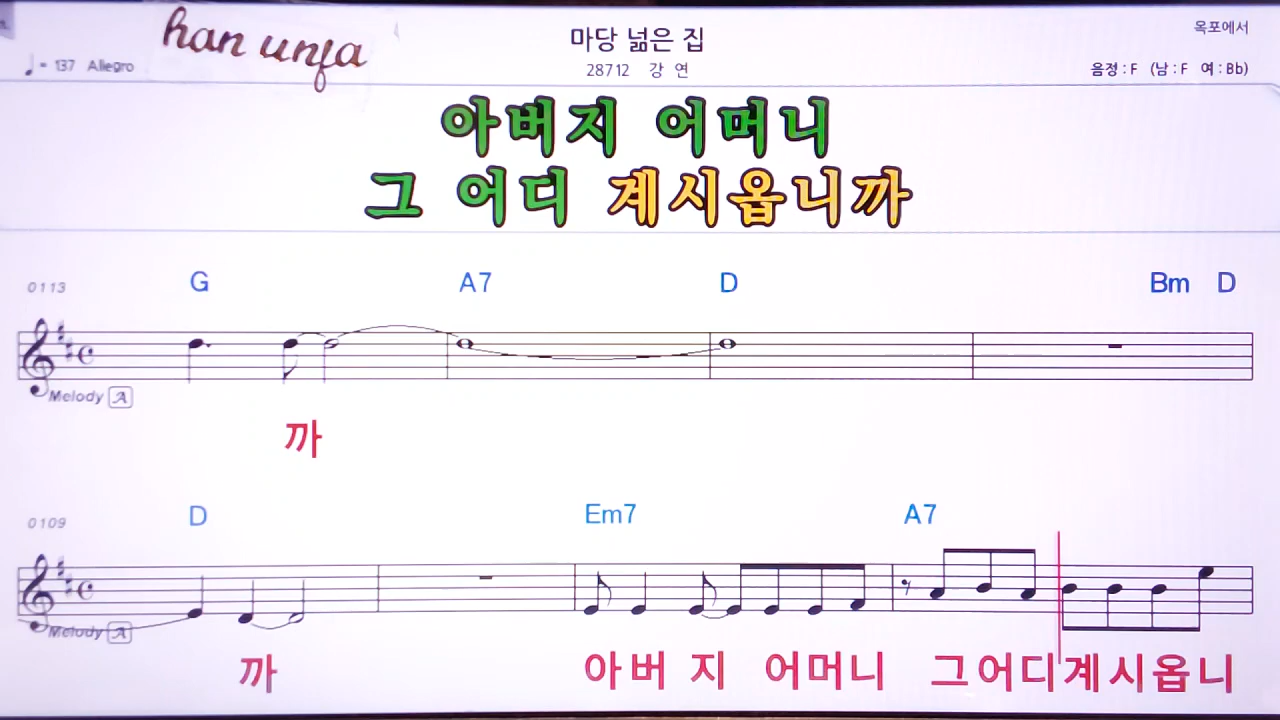 han unfa
마당 넒은 집
옥포에서
= 137 Allegro
28712 강 연
음정 : F (남 : F 여 : Bb)
아버지 어머니
그 어디 계시옵니까
0113 G A7 D Bm D
Melody A
까
0109 D Em7 A7
Melody A
까 아버 지 어머니 그어디계시옵니